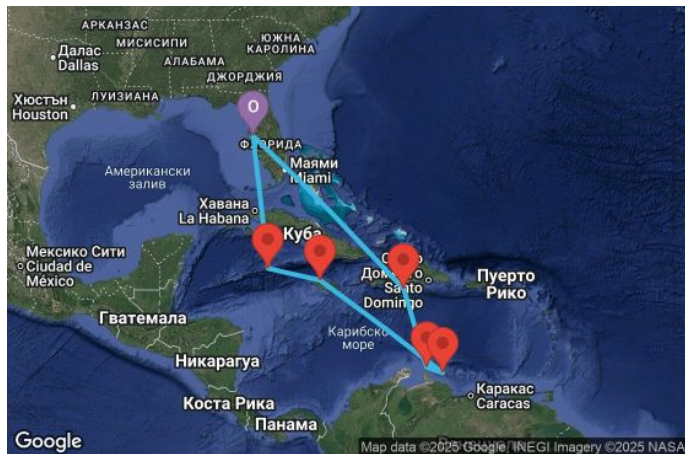 АРКАНЗАС
МИСИСИПИ
ЮЖНА
КАРОЛИНА
АЛАБАМА
Далас
Dallas
ДЖОРДЖИЯ
ЛУИЗИАНА
Хюстън
Houston
O
ФЛОРИДА
Маями
Miami
Американски
залив
Хавана
La Habana
Куба
Мексико Сити
Ciudad de
México
Санто
Доминго
Santo
Domingo
Пуерто
Рико
Гватемала
Карибско
море
Никарагуа
Каракас
Caracas
Коста Рика
Панама
Google
Map data ©2025 Google, INEGI Imagery ©2025 NASA